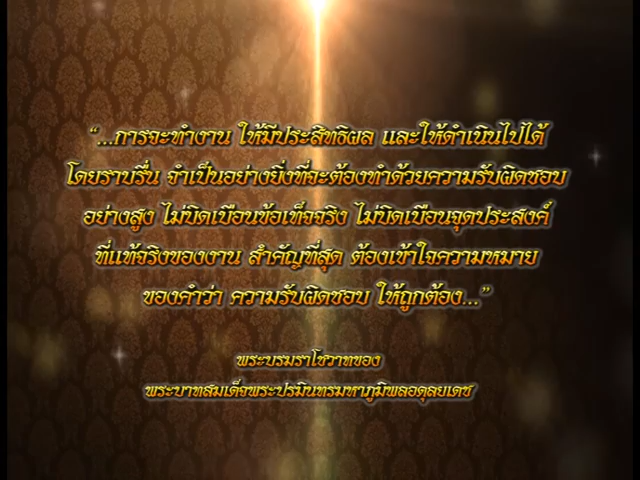 “...การจะทำงาน ให้มีประสิทธิผล และให้ดำเนินไปได้
โดยราบรื่น จำเป็นอย่างยิ่งที่จะต้องทำด้วยความรับผิดชอบ
อย่างสูง ไม่บิดเบือนข้อเท็จจริง ไม่บิดเบือนจุดประสงค์
ที่แท้จริงของงาน สำคัญที่สุด ต้องเข้าใจความหมาย
ของคำว่า ความรับผิดชอบ ให้ถูกต้อง...”
พระบรมราโชวาทของ
พระบาทสมเด็จพระปรมินทรมหาภูมิพลอดุลยเดช